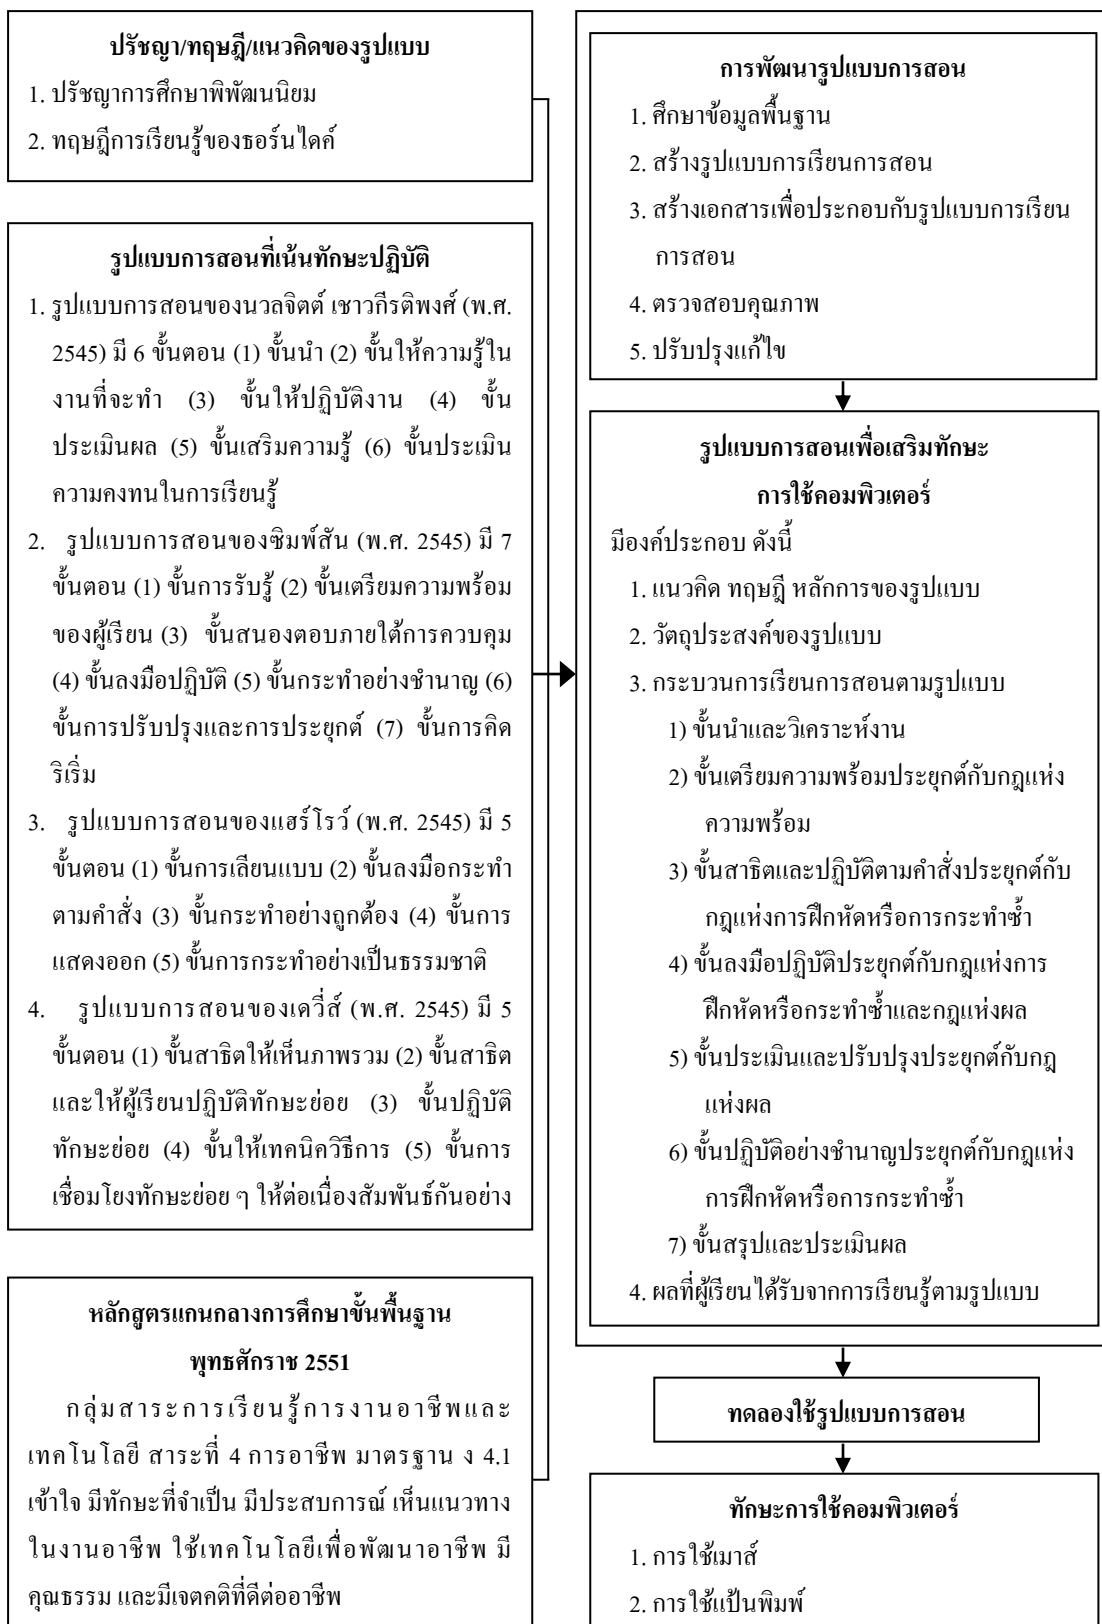 ปรัชญา/ทฤษฎี/แนวคิดของรูปแบบ
1. ปรัชญาการศึกษาพิพัฒนนิยม
2. ทฤษฎีการเรียนรู้ของธอร์นไดค์
รูปแบบการสอนที่เน้นทักษะปฏิบัติ
1. รูปแบบการสอนของนวลจิตต์ เชาวกีรติพงศ์ (พ.ศ.
2545) มี 6 ขั้นตอน (1) ขั้นนำ (2) ขั้นให้ความรู้ใน
งานที่จะทำ (3) ขั้นให้ปฏิบัติงาน (4) ขั้น
ประเมินผล (5) ขั้นเสริมความรู้ (6) ขั้นประเมิน
ความคงทนในการเรียนรู้
2. รูปแบบการสอนของซิมพ์สัน (พ.ศ. 2545) มี 7
ขั้นตอน (1) ขั้นการรับรู้ (2) ขั้นเตรียมความพร้อม
ของผู้เรียน (3) ขั้นสนองตอบภายใต้การควบคุม
(4) ขั้นลงมือปฏิบัติ (5) ขั้นกระทำอย่างชำนาญ (6)
ขั้นการปรับปรุงและการประยุกต์ (7) ขั้นการคิด
ริเริ่ม
3. รูปแบบการสอนของแฮร์โรว์ (พ.ศ. 2545) มี 5
ขั้นตอน (1) ขั้นการเลียนแบบ (2) ขั้นลงมือกระทำ
ตามคำสั่ง (3) ขั้นกระทำอย่างถูกต้อง (4) ขั้นการ
แสดงออก (5) ขั้นการกระทำอย่างเป็นธรรมชาติ
4. รูปแบบการสอนของเดวี่ส์ (พ.ศ. 2545) มี 5
ขั้นตอน (1) ขั้นสาธิตให้เห็นภาพรวม (2) ขั้นสาธิต
และให้ผู้เรียนปฏิบัติทักษะย่อย (3) ขั้นปฏิบัติ
ทักษะย่อย (4) ขั้นให้เทคนิควิธีการ (5) ขั้นการ
เชื่อมโยงทักษะย่อย ๆ ให้ต่อเนื่องสัมพันธ์กันอย่าง
หลักสูตรแกนกลางการศึกษาขั้นพื้นฐาน
พุทธศักราช 2551
กลุ่มสาระการเรียนรู้การงานอาชีพและ
เทคโนโลยี สาระที่ 4 การอาชีพ มาตรฐาน ง 4.1
เข้าใจ มีทักษะที่จำเป็น มีประสบการณ์ เห็นแนวทาง
ในงานอาชีพ ใช้เทคโนโลยีเพื่อพัฒนาอาชีพ มี
คุณธรรม และมีเจตคติที่ดีต่ออาชีพ
การพัฒนารูปแบบการสอน
1. ศึกษาข้อมูลพื้นฐาน
2. สร้างรูปแบบการเรียนการสอน
3. สร้างเอกสารเพื่อประกอบกับรูปแบบการเรียน
การสอน
4. ตรวจสอบคุณภาพ
5. ปรับปรุงแก้ไข
รูปแบบการสอนเพื่อเสริมทักษะ
การใช้คอมพิวเตอร์
มีองค์ประกอบ ดังนี้
1. แนวคิด ทฤษฎี หลักการของรูปแบบ
2. วัตถุประสงค์ของรูปแบบ
3. กระบวนการเรียนการสอนตามรูปแบบ
1) ขั้นนำและวิเคราะห์งาน
2) ขั้นเตรียมความพร้อมประยุกต์กับกฎแห่ง
ความพร้อม
3) ขั้นสาธิตและปฏิบัติตามคำสั่งประยุกต์กับ
กฎแห่งการฝึกหัดหรือการกระทำซ้ำ
4) ขั้นลงมือปฏิบัติประยุกต์กับกฎแห่งการ
ฝึกหัดหรือกระทำซ้ำและกฎแห่งผล
5) ขั้นประเมินและปรับปรุงประยุกต์กับกฎ
แห่งผล
6) ขั้นปฏิบัติอย่างชำนาญประยุกต์กับกฎแห่ง
การฝึกหัดหรือการกระทำซ้ำ
7) ขั้นสรุปและประเมินผล
4. ผลที่ผู้เรียนได้รับจากการเรียนรู้ตามรูปแบบ
ทดลองใช้รูปแบบการสอน
ทักษะการใช้คอมพิวเตอร์
1. การใช้เมาส์
2. การใช้แป้นพิมพ์